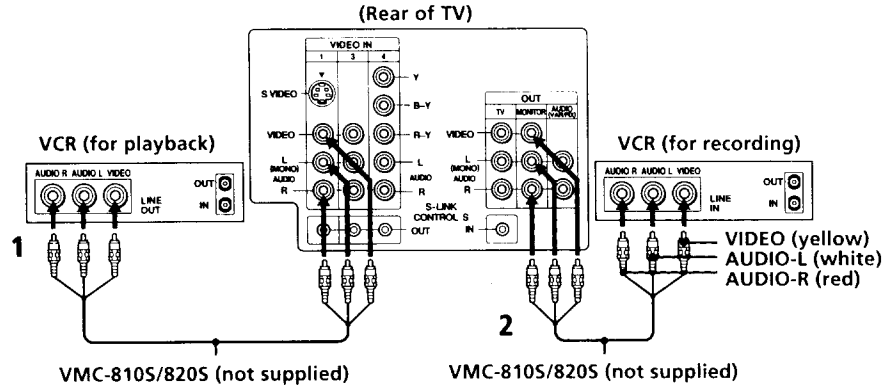 (Rear of TV)
VIDEO IN
1 3 4
S VIDEO
Y
B–Y
VIDEO
R–Y
L
(MONO)
AUDIO
R
L
AUDIO
R
S-LINK
CONTROL S
OUT
IN
OUT
TV MONITOR AUDIO
(VAR/FIX)
VIDEO
L
(MONO)
AUDIO
R
VCR (for playback)
AUDIO R AUDIO L VIDEO
LINE
OUT
OUT
IN
1
VMC-810S/820S (not supplied)
VCR (for recording)
AUDIO R AUDIO L VIDEO
LINE
IN
OUT
IN
VIDEO (yellow)
AUDIO-L (white)
AUDIO-R (red)
2
VMC-810S/820S (not supplied)